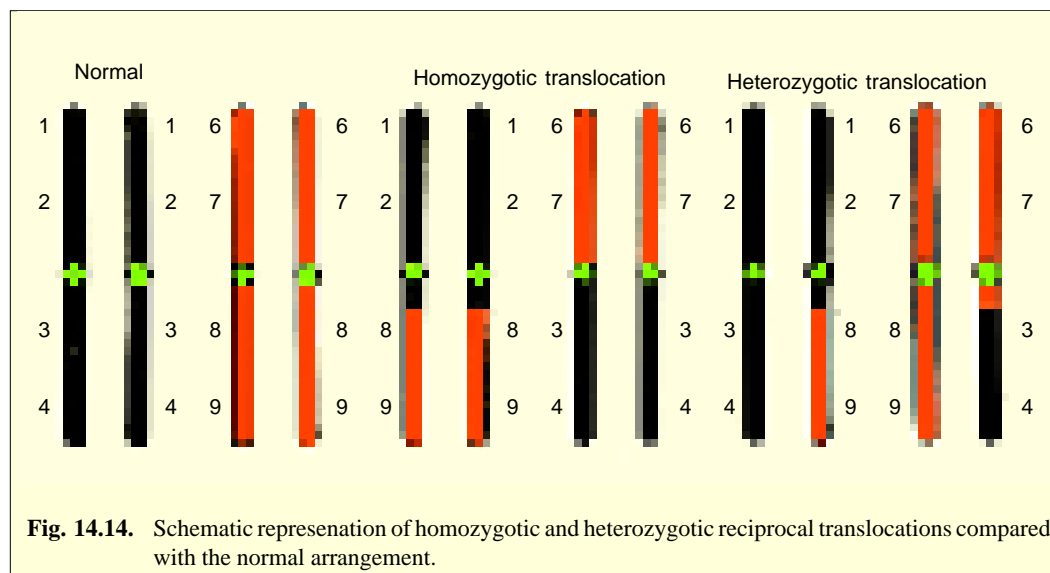 Normal
Homozygotic translocation
Heterozygotic translocation
1 1 6 6 1 1 6 6 1 1 6 6
2 2 7 7 2 2 7 7 2 2 7 7
3 3 8 8 8 8 3 3 3 8 8 3
4 4 9 9 9 9 4 4 4 9 9 4
Fig. 14.14. Schematic represenation of homozygotic and heterozygotic reciprocal translocations compared
with the normal arrangement.